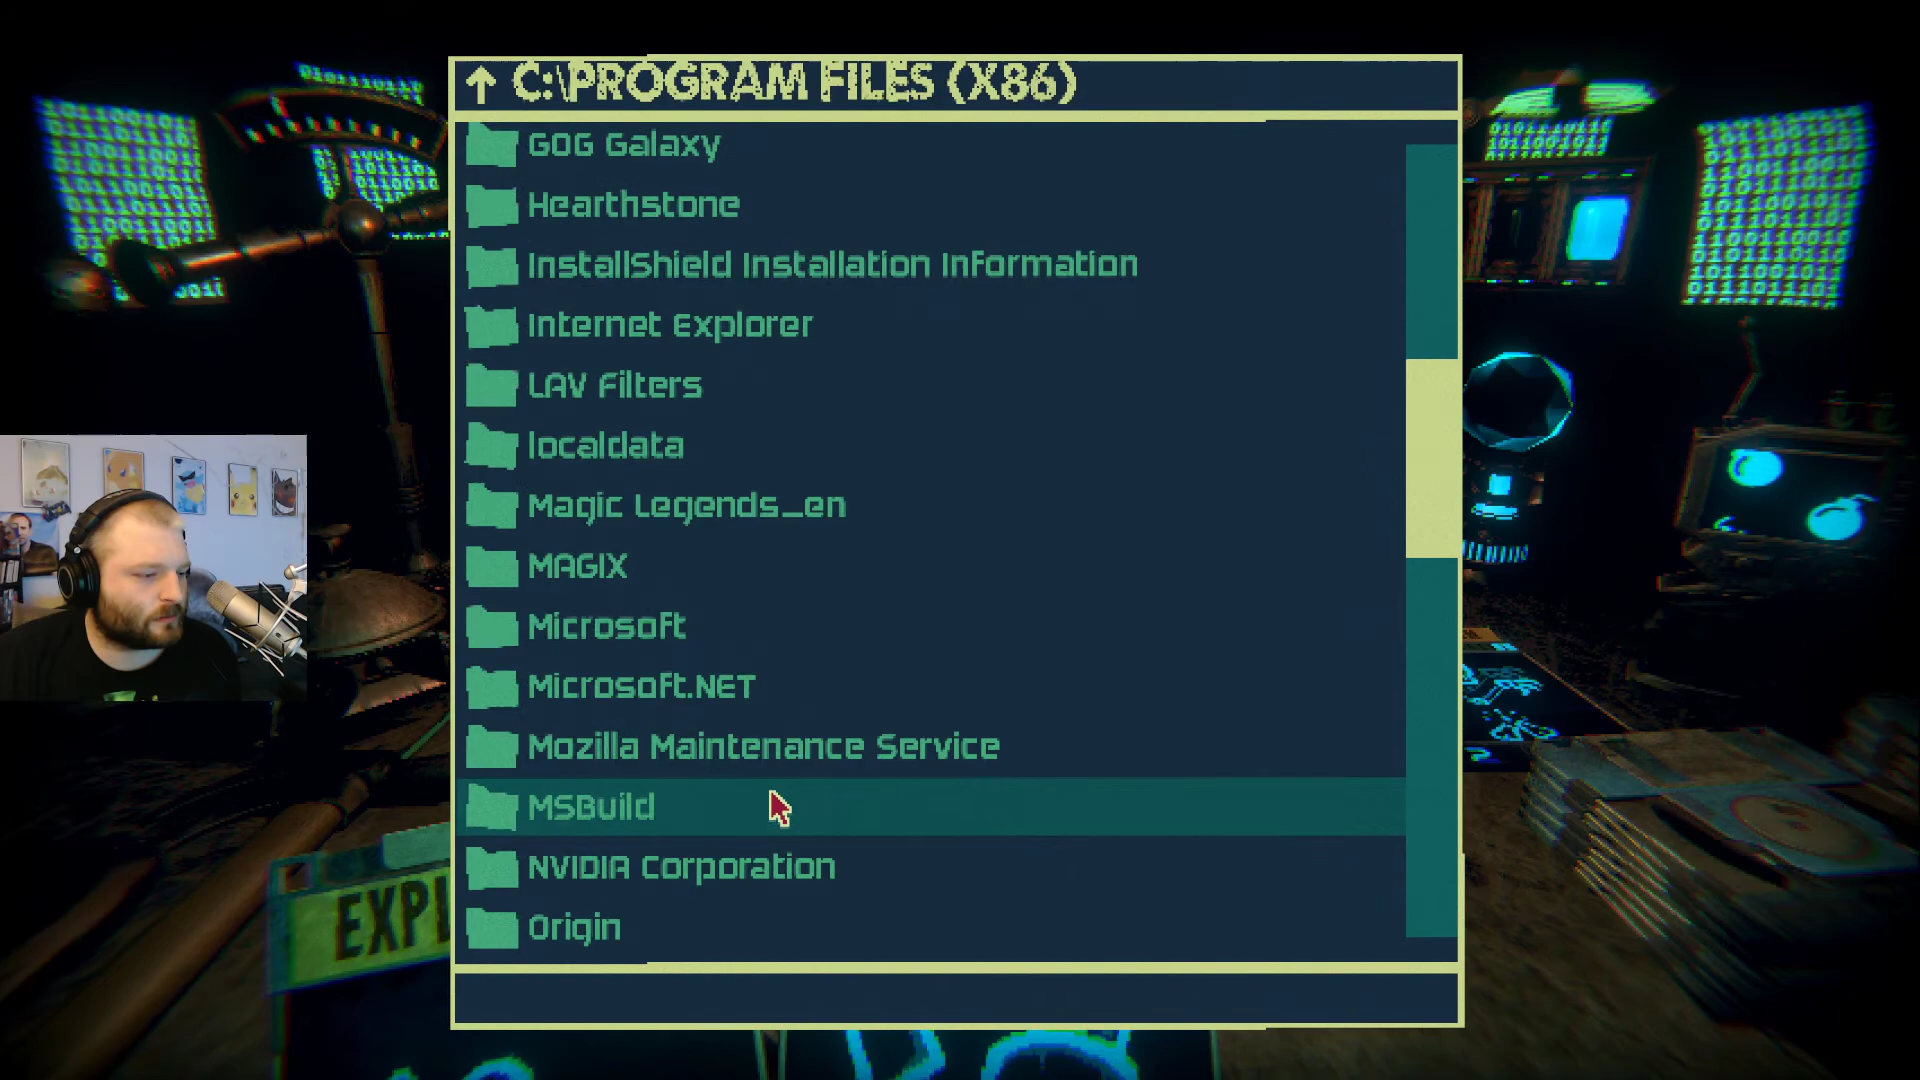 ↑ C:\PROGRAM FILES (X86)
GOG Galaxy
Hearthstone
InstallShield Installation Information
Internet Explorer
LAV Filters
localdata
Magic Legends_en
MAGIX
Microsoft
Microsoft.NET
Mozilla Maintenance Service
MSBuild
NVIDIA Corporation
Origin
EXPL